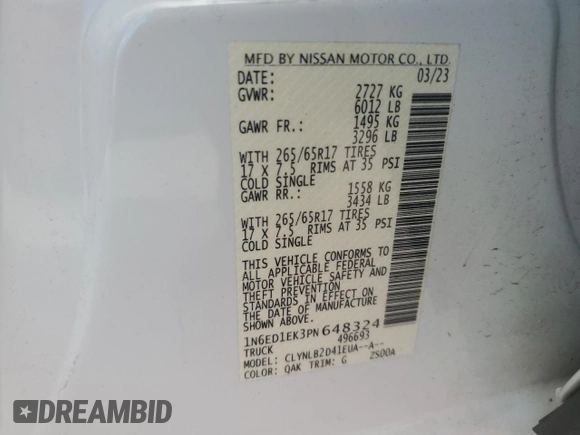 MFD BY NISSAN MOTOR CO., LTD.
DATE: 03/23
GVWR: 2727 KG
6012 LB
GAWR FR.: 1495 KG
3296 LB
WITH 265/65R17 TIRES
17 X 7.5 RIMS AT 35 PSI
COLD SINGLE
GAWR RR.: 1558 KG
3434 LB
WITH 265/65R17 TIRES
17 X 7.5 RIMS AT 35 PSI
COLD SINGLE
THIS VEHICLE CONFORMS TO
ALL APPLICABLE FEDERAL
MOTOR VEHICLE SAFETY AND
THEFT PREVENTION
STANDARDS IN EFFECT ON
THE DATE OF MANUFACTURE
SHOWN ABOVE.
1N6ED1EK3PN648324
TRUCK 496693
MODEL: CLYNLB2D41EUA--A--
COLOR: QAK TRIM: G 2S00A
DREAMBID